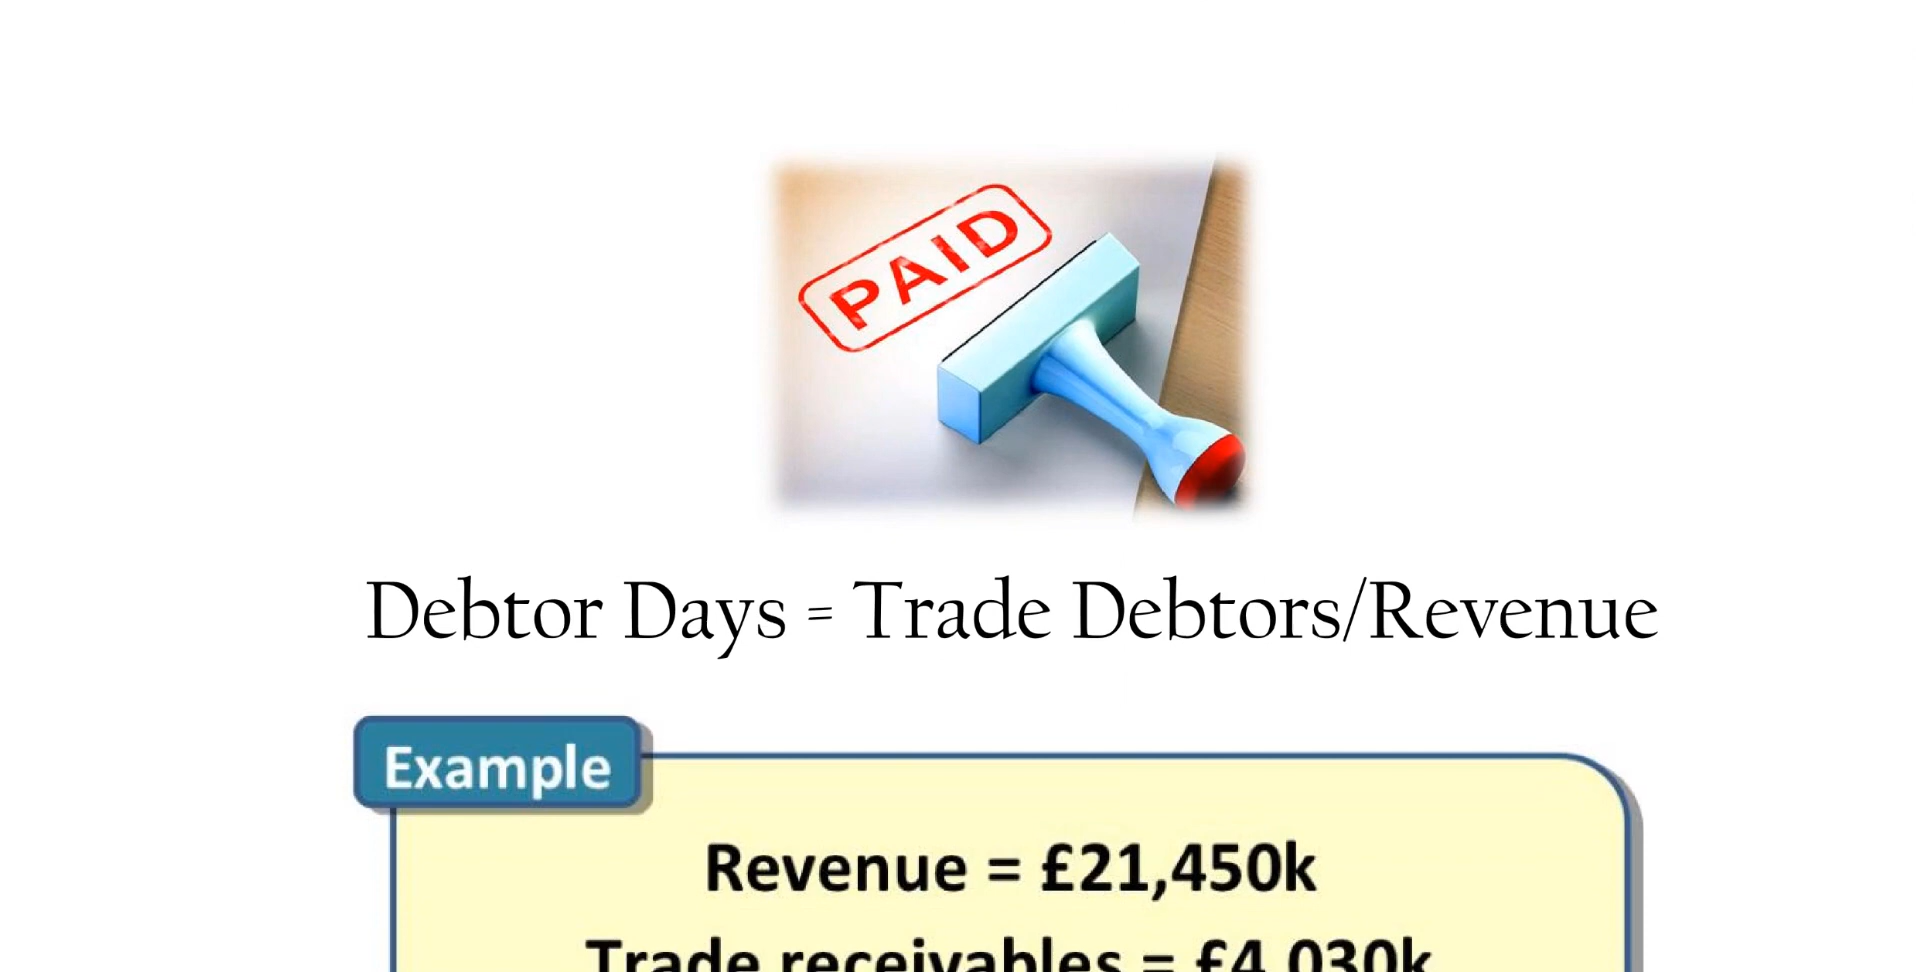 PAID
Debtor Days = Trade Debtors/Revenue
Example
Revenue = £21,450k
Trade receivables = £4,030k